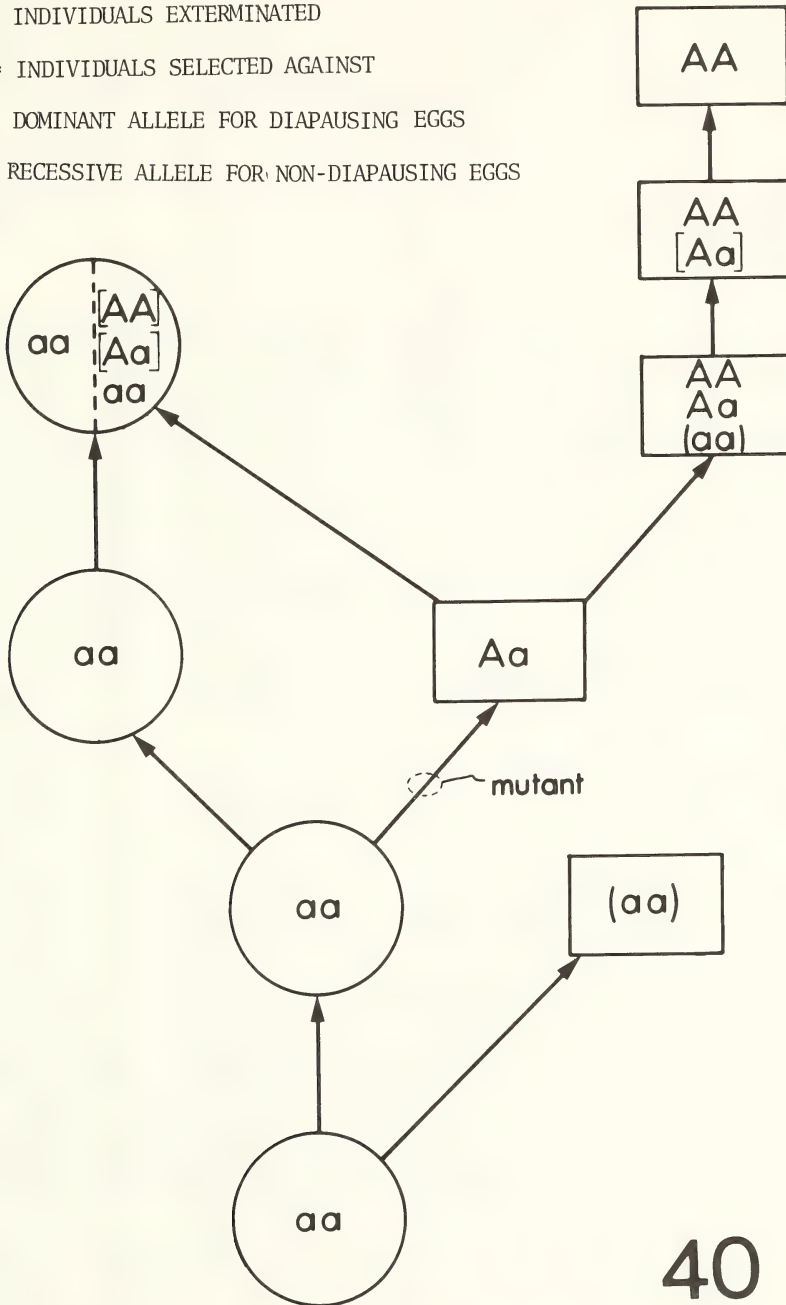 INDIVIDUALS EXTERMINATED
= INDIVIDUALS SELECTED AGAINST
DOMINANT ALLELE FOR DIAPAUSING EGGS
RECESSIVE ALLELE FOR NON-DIAPAUSING EGGS
AA
AA
[Aa]
AA
Aa
(aa)
aa
[AA]
[Aa]
aa
aa
Aa
mutant
aa
(aa)
aa
40